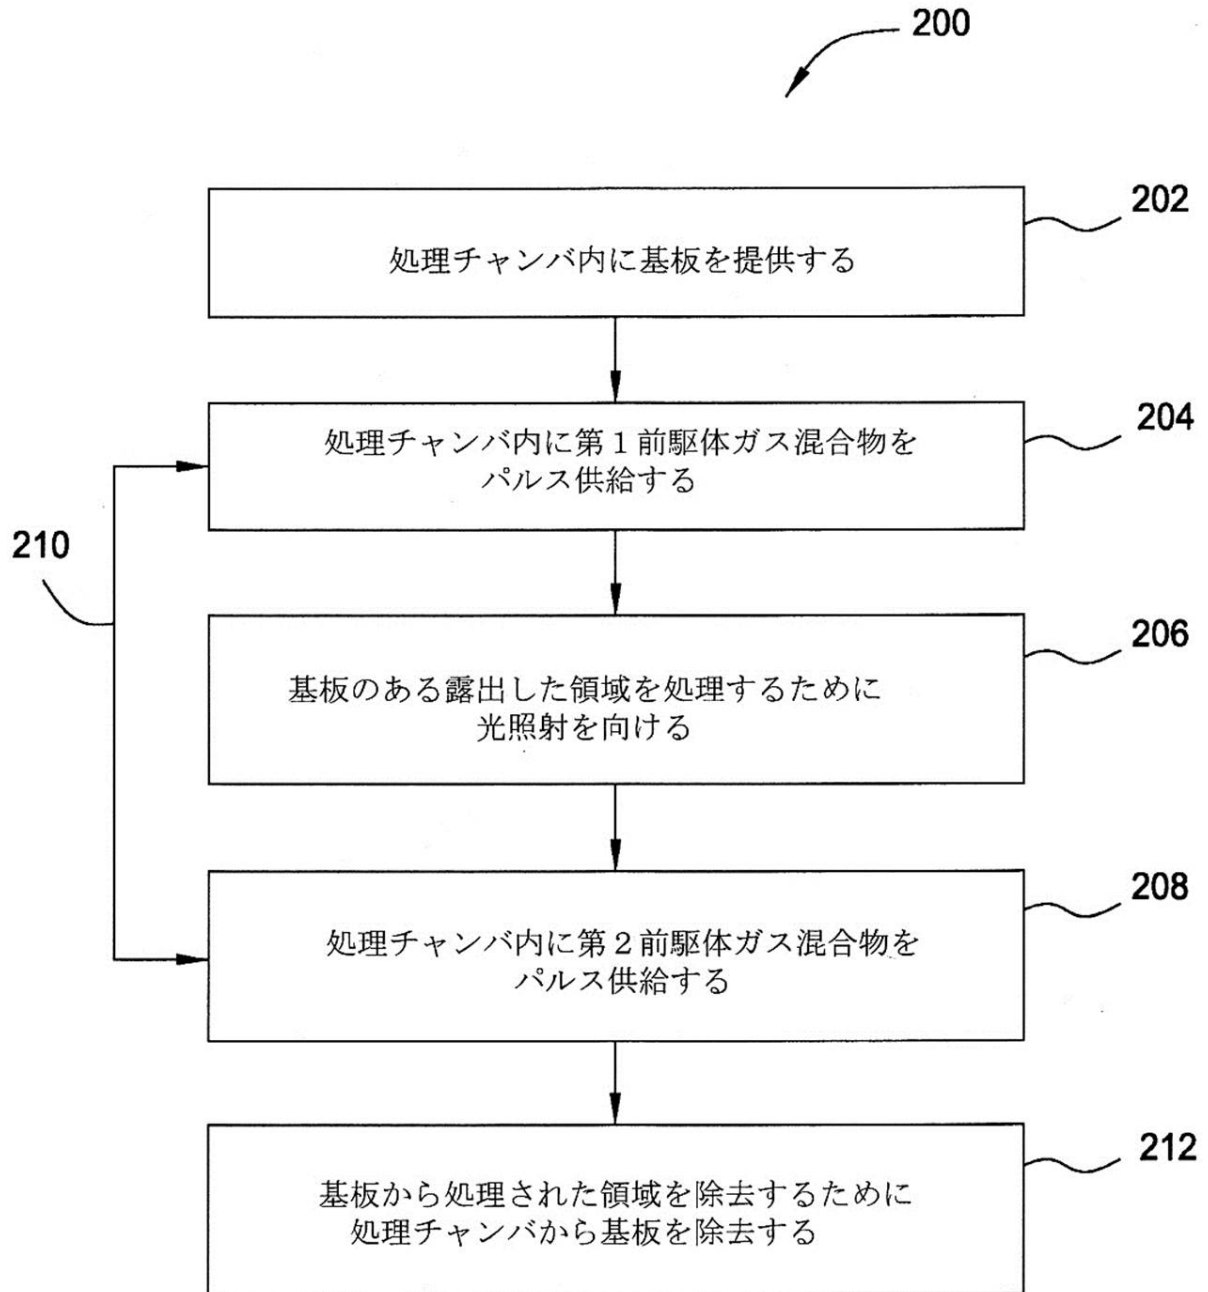 200
202
処理チャンバ内に基板を提供する
204
処理チャンバ内に第1前駆体ガス混合物を
パルス供給する
210
206
基板のある露出した領域を処理するために
光照射を向ける
208
処理チャンバ内に第2前駆体ガス混合物を
パルス供給する
212
基板から処理された領域を除去するために
処理チャンバから基板を除去する